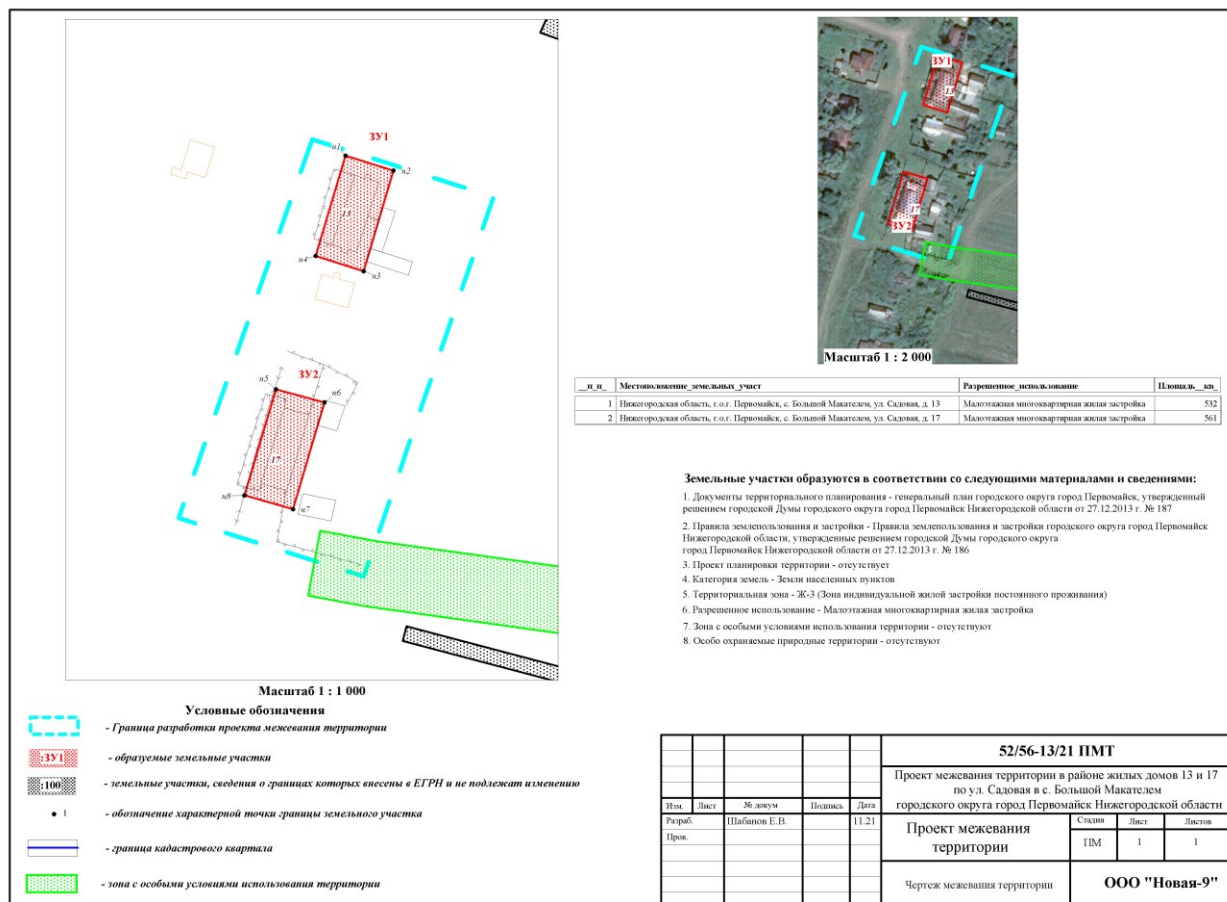 ЗУ1
н1
н2
13
н4
н3
ЗУ2
н5
н6
17
н8
н7
Масштаб 1 : 1 000
ЗУ1
13
17
ЗУ2
Масштаб 1 : 2 000
__п_п_ Местоположение_земельных_участ Разрешенное_использование Площадь__кв_
1 Нижегородская область, г.о.г. Первомайск, с. Большой Макателем, ул. Садовая, д. 13 Малоэтажная многоквартирная жилая застройка 532
2 Нижегородская область, г.о.г. Первомайск, с. Большой Макателем, ул. Садовая, д. 17 Малоэтажная многоквартирная жилая застройка 561
Земельные участки образуются в соответствии со следующими материалами и сведениями:
1. Документы территориального планирования - генеральный план городского округа город Первомайск, утвержденный
решением городской Думы городского округа город Первомайск Нижегородской области от 27.12.2013 г. № 187
2. Правила землепользования и застройки - Правила землепользования и застройки городского округа город Первомайск
Нижегородской области, утвержденные решением городской Думы городского округа
город Первомайск Нижегородской области от 27.12.2013 г. № 186
3. Проект планировки территории - отсутствует
4. Категория земель - Земли населенных пунктов
5. Территориальная зона - Ж-3 (Зона индивидуальной жилой застройки постоянного проживания)
6. Разрешенное использование - Малоэтажная многоквартирная жилая застройка
7. Зона с особыми условиями использования территории - отсутствуют
8. Особо охраняемые природные территории - отсутствуют
Условные обозначения
- Граница разработки проекта межевания территории
:ЗУ1 - образуемые земельные участки
:100 - земельные участки, сведения о границах которых внесены в ЕГРН и не подлежат изменению
1 - обозначение характерной точки границы земельного участка
- граница кадастрового квартала
- зона с особыми условиями использования территории
52/56-13/21 ПМТ
Проект межевания территории в районе жилых домов 13 и 17
по ул. Садовая в с. Большой Макателем
городского округа город Первомайск Нижегородской области
Изм. Лист № докум Подпись Дата
Разраб. Шабанов Е.В. 11.21
Пров.
Проект межевания
территории
Стадия Лист Листов
ПМ 1 1
Чертеж межевания территории
ООО "Новая-9"